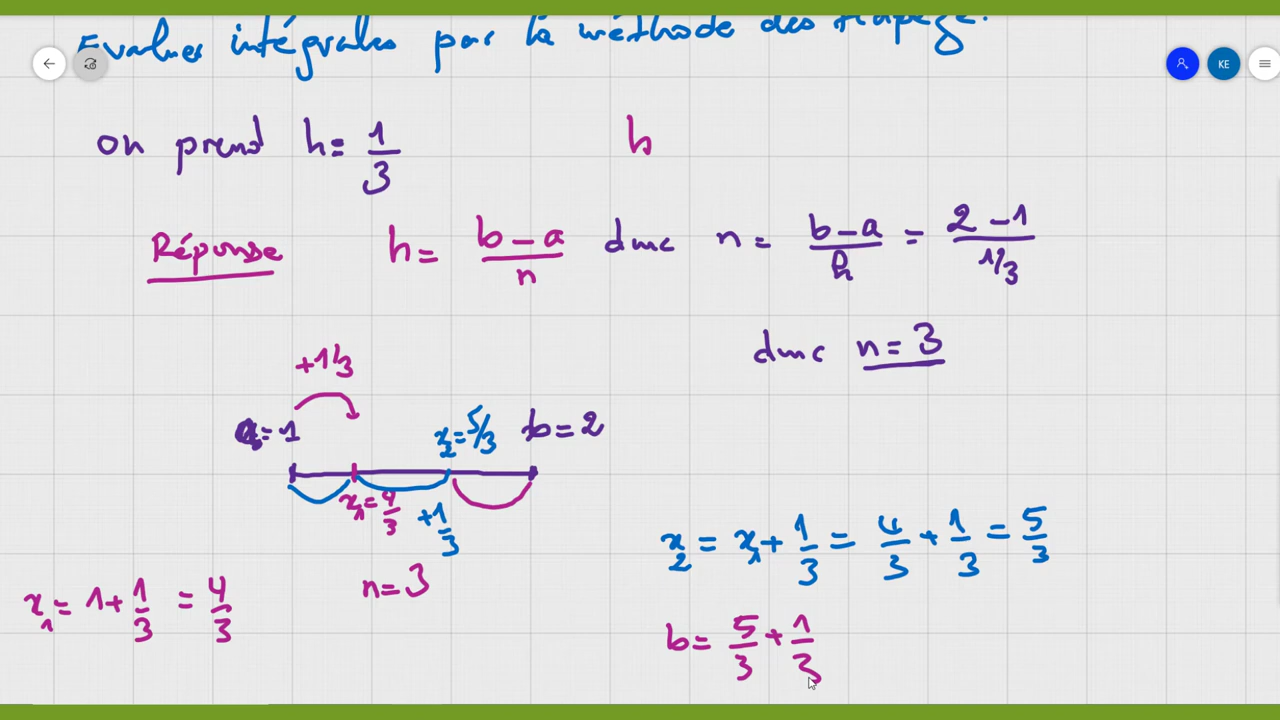 Evaluer intégrales par la méthode des trapèze.
KE
on prend h= 1/3
h
Réponse h= b-a/n donc n= b-a/h = 2-1/1/3
donc n=3
+1/3
a=1 x2=5/3 b=2
x1=4/3 +1/3
n=3
x2 = x1+1/3 = 4/3+1/3=5/3
x1= 1+1/3 =4/3
b= 5/3+1/3